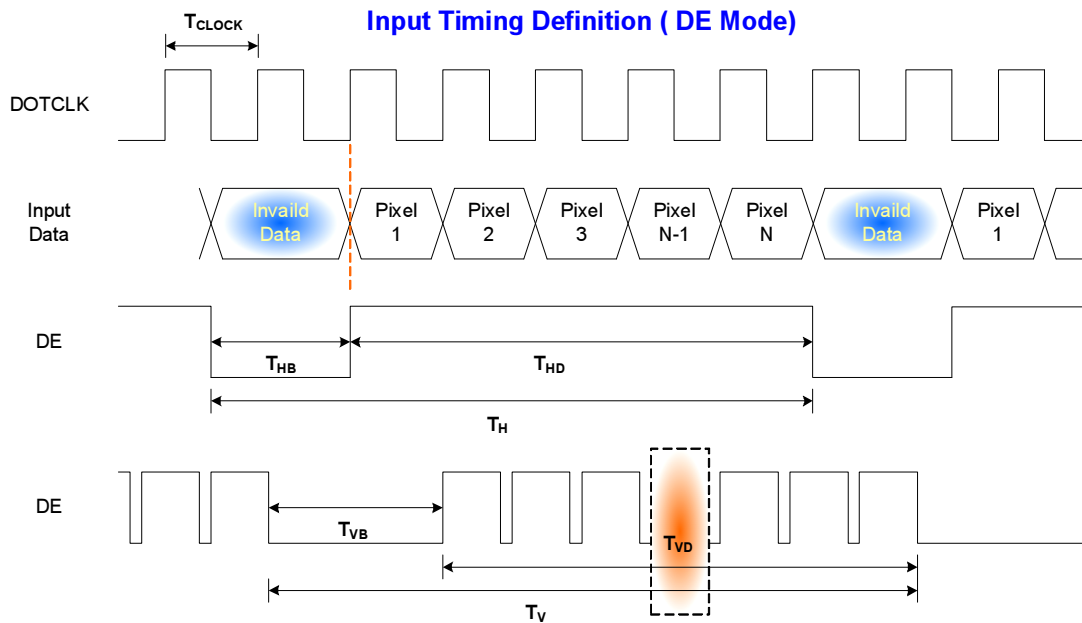 Input Timing Definition ( DE Mode)
TCLOCK
DOTCLK
Input
Data
Invaild
Data
Pixel
1
Pixel
2
Pixel
3
Pixel
N-1
Pixel
N
Invaild
Data
Pixel
1
DE
THB
THD
TH
DE
TVB
TVD
TV